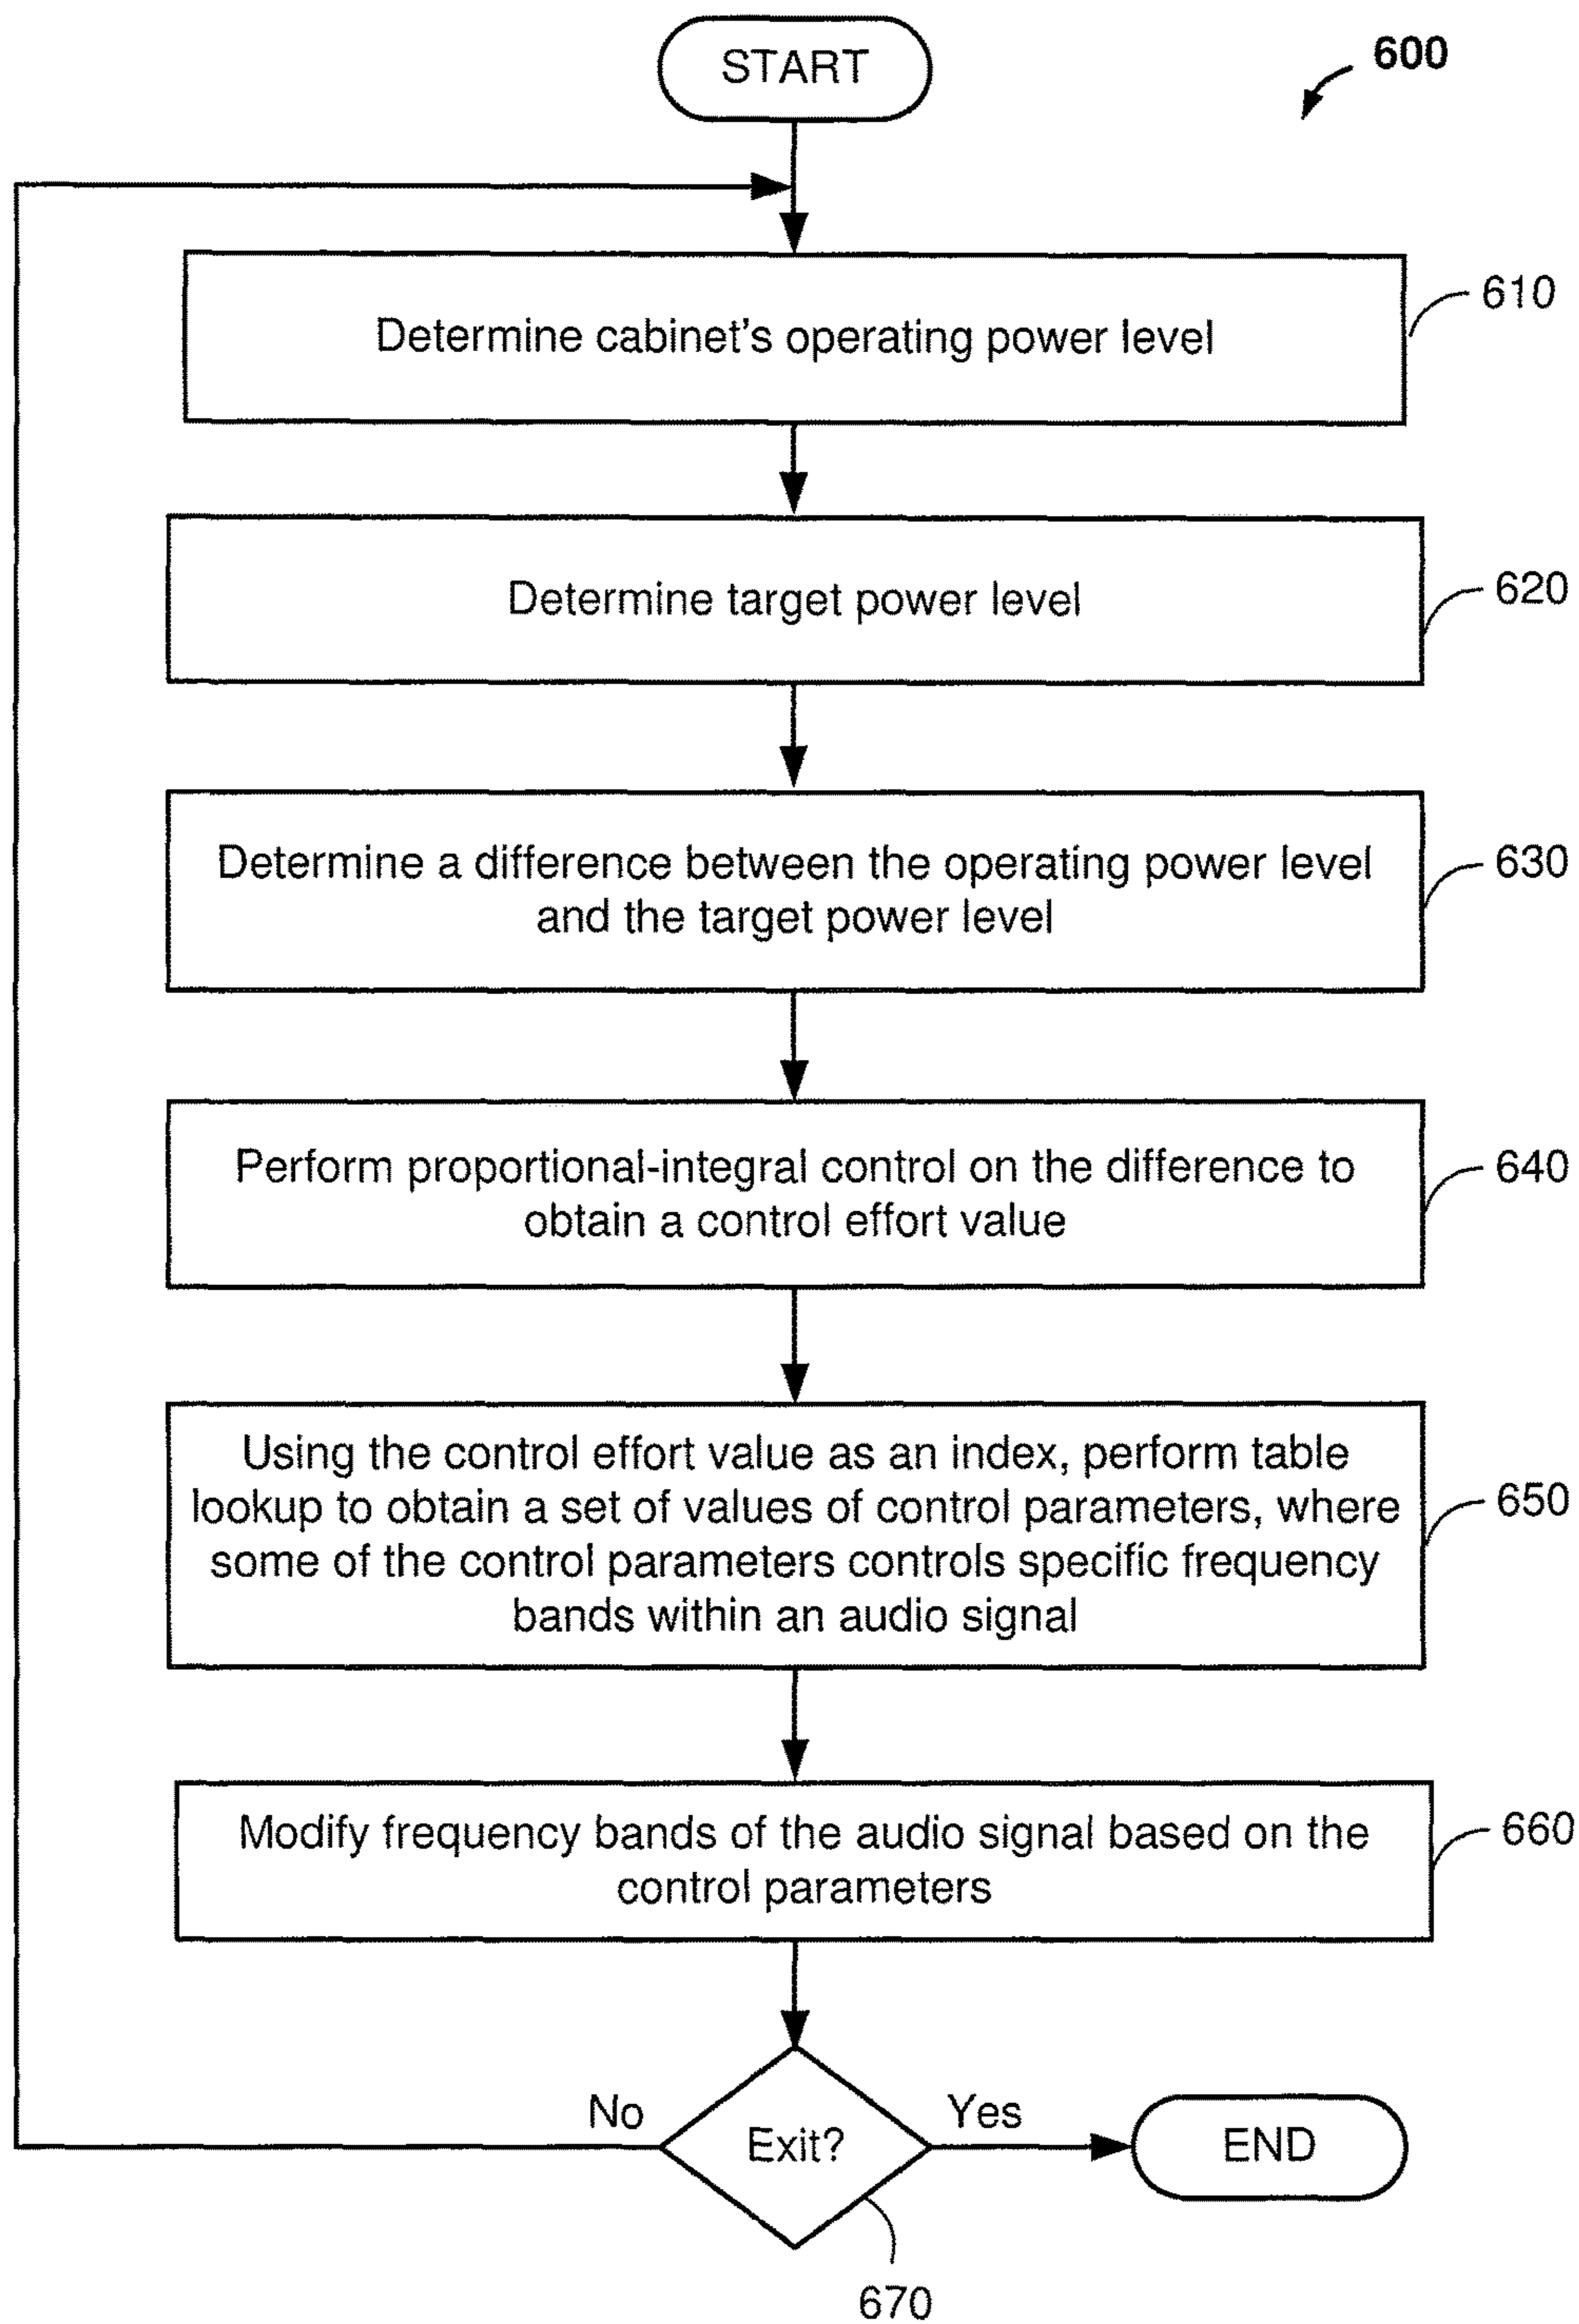 START
600
Determine cabinet's operating power level
610
Determine target power level
620
Determine a difference between the operating power level
and the target power level
630
Perform proportional-integral control on the difference to
obtain a control effort value
640
Using the control effort value as an index, perform table
lookup to obtain a set of values of control parameters, where
some of the control parameters controls specific frequency
bands within an audio signal
650
Modify frequency bands of the audio signal based on the
control parameters
660
No
Exit?
Yes
END
670